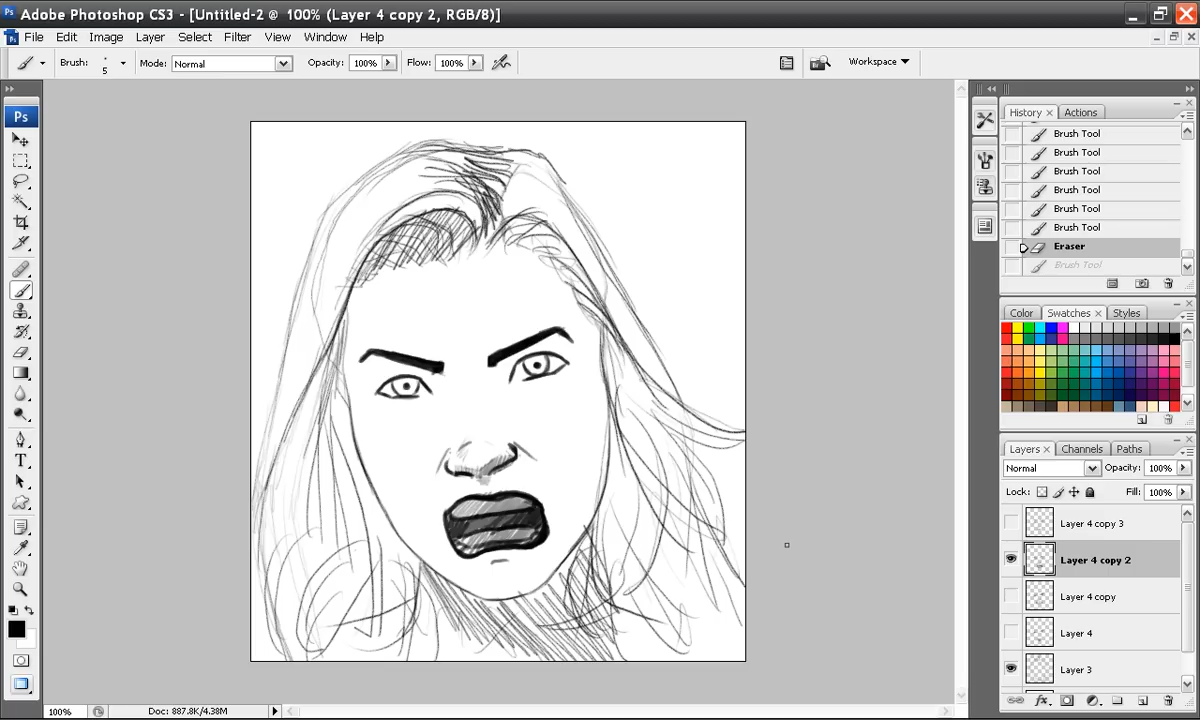 Adobe Photoshop CS3 - [Untitled-2 @ 100% (Layer 4 copy 2, RGB/8)]
File Edit Image Layer Select Filter View Window Help
Brush: 5 Mode: Normal Opacity: 100% Flow: 100% Workspace
Ps
T
History Actions
Brush Tool
Brush Tool
Brush Tool
Brush Tool
Brush Tool
Brush Tool
Eraser
Brush Tool
Color Swatches Styles
Layers Channels Paths
Normal Opacity: 100%
Lock: Fill: 100%
Layer 4 copy 3
Layer 4 copy 2
Layer 4 copy
Layer 4
Layer 3
100% Doc: 887.8K/4.38M